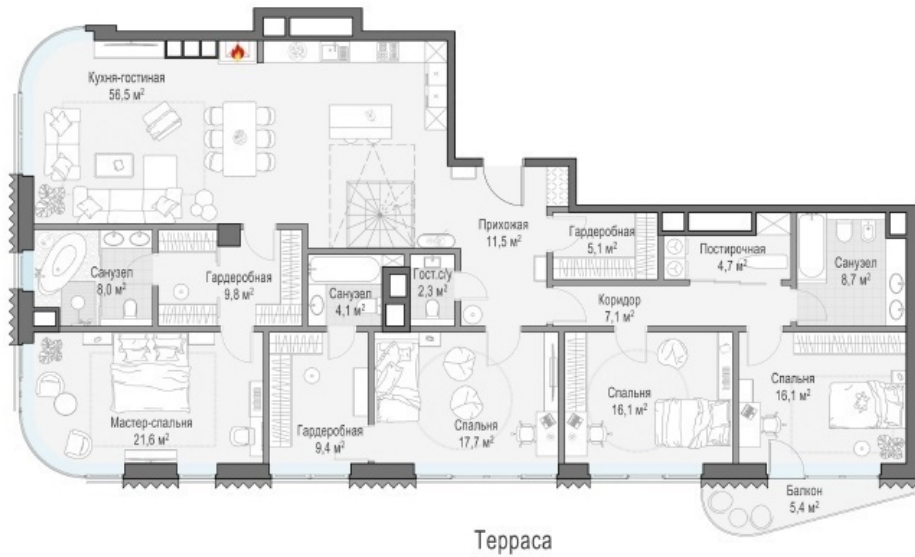 Кухня-гостиная
56,5 м²
Прихожая
11,5 м²
Гардеробная
5,1 м²
Постирочная
4,7 м²
Санузел
8,7 м²
Санузел
8,0 м²
Гардеробная
9,8 м²
Санузел
4,1 м²
Гост.с/у
2,3 м²
Коридор
7,1 м²
Мастер-спальня
21,6 м²
Гардеробная
9,4 м²
Спальня
17,7 м²
Спальня
16,1 м²
Спальня
16,1 м²
Балкон
5,4 м²
Терраса